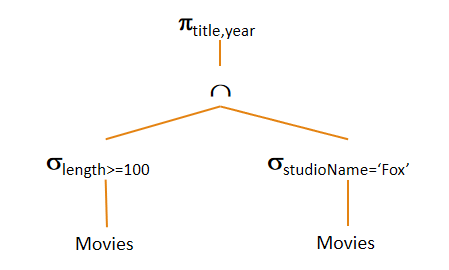 πtitle,year
∩
σlength>=100 σstudioName=‘Fox’
Movies Movies